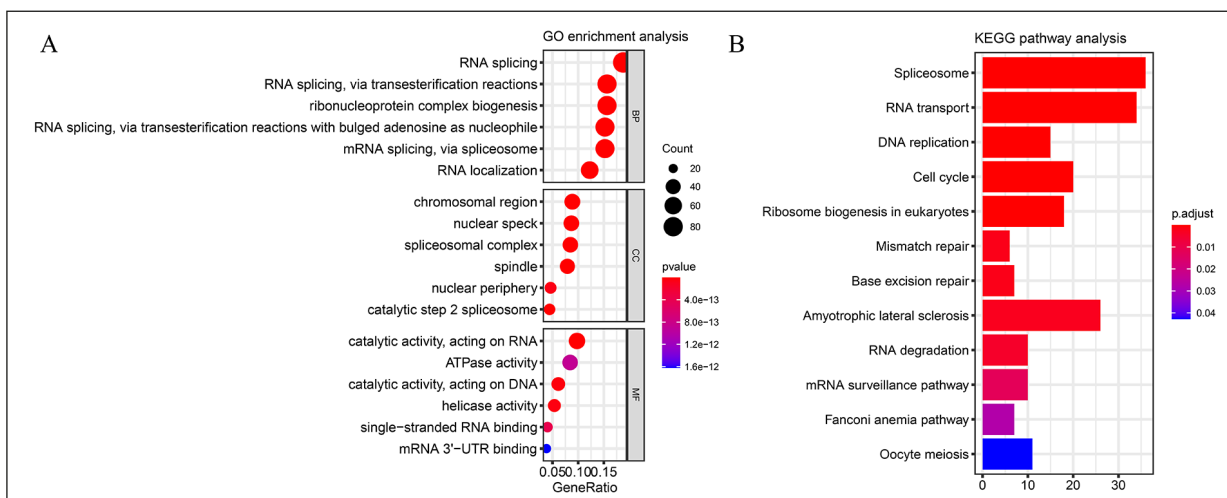 A
GO enrichment analysis
RNA splicing
RNA splicing, via transesterification reactions
ribonucleoprotein complex biogenesis
RNA splicing, via transesterification reactions with bulged adenosine as nucleophile
mRNA splicing, via spliceosome
RNA localization
BP
chromosomal region
nuclear speck
spliceosomal complex
spindle
nuclear periphery
catalytic step 2 spliceosome
CC
catalytic activity, acting on RNA
ATPase activity
catalytic activity, acting on DNA
helicase activity
single−stranded RNA binding
mRNA 3'−UTR binding
MF
0.05 0.10 0.15
GeneRatio
Count
20
40
60
80
pvalue
4.0e−13
8.0e−13
1.2e−12
1.6e−12
B
KEGG pathway analysis
Spliceosome
RNA transport
DNA replication
Cell cycle
Ribosome biogenesis in eukaryotes
Mismatch repair
Base excision repair
Amyotrophic lateral sclerosis
RNA degradation
mRNA surveillance pathway
Fanconi anemia pathway
Oocyte meiosis
0 10 20 30
p.adjust
0.01
0.02
0.03
0.04